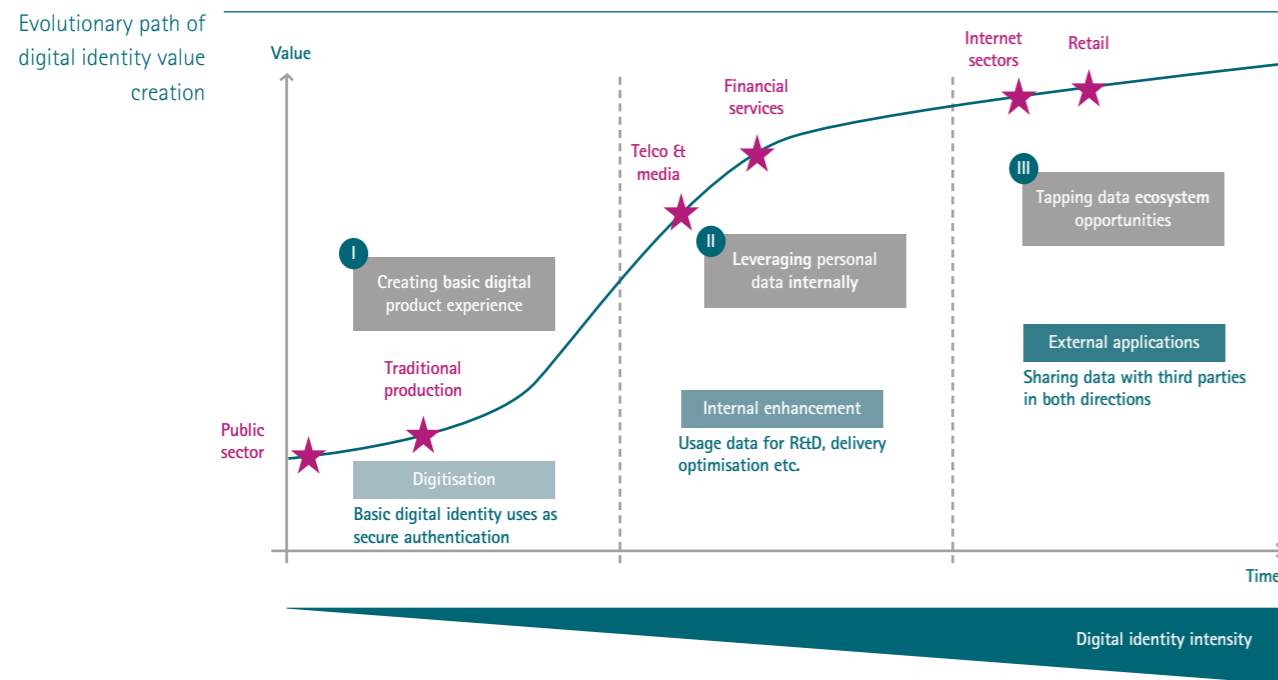 Evolutionary path of
digital identity value
creation
Value
Internet
sectors
Retail
Financial
services
Telco &
media
III
Tapping data ecosystem
opportunities
II
Leveraging personal
data internally
I
Creating basic digital
product experience
External applications
Sharing data with third parties
in both directions
Traditional
production
Internal enhancement
Usage data for R&D, delivery
optimisation etc.
Public
sector
Digitisation
Basic digital identity uses as
secure authentication
Time
Digital identity intensity